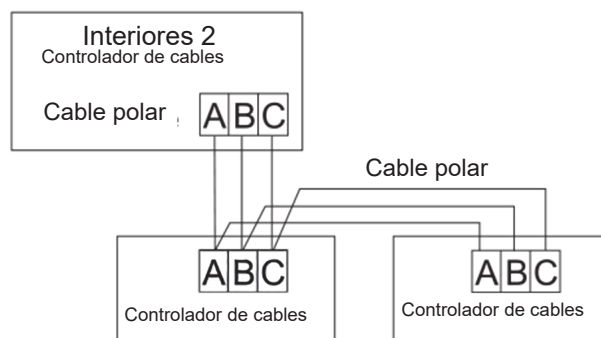 Interiores 2
Controlador de cables
Cable polar
A B C
Cable polar
A B C
A B C
Controlador de cables
Controlador de cables